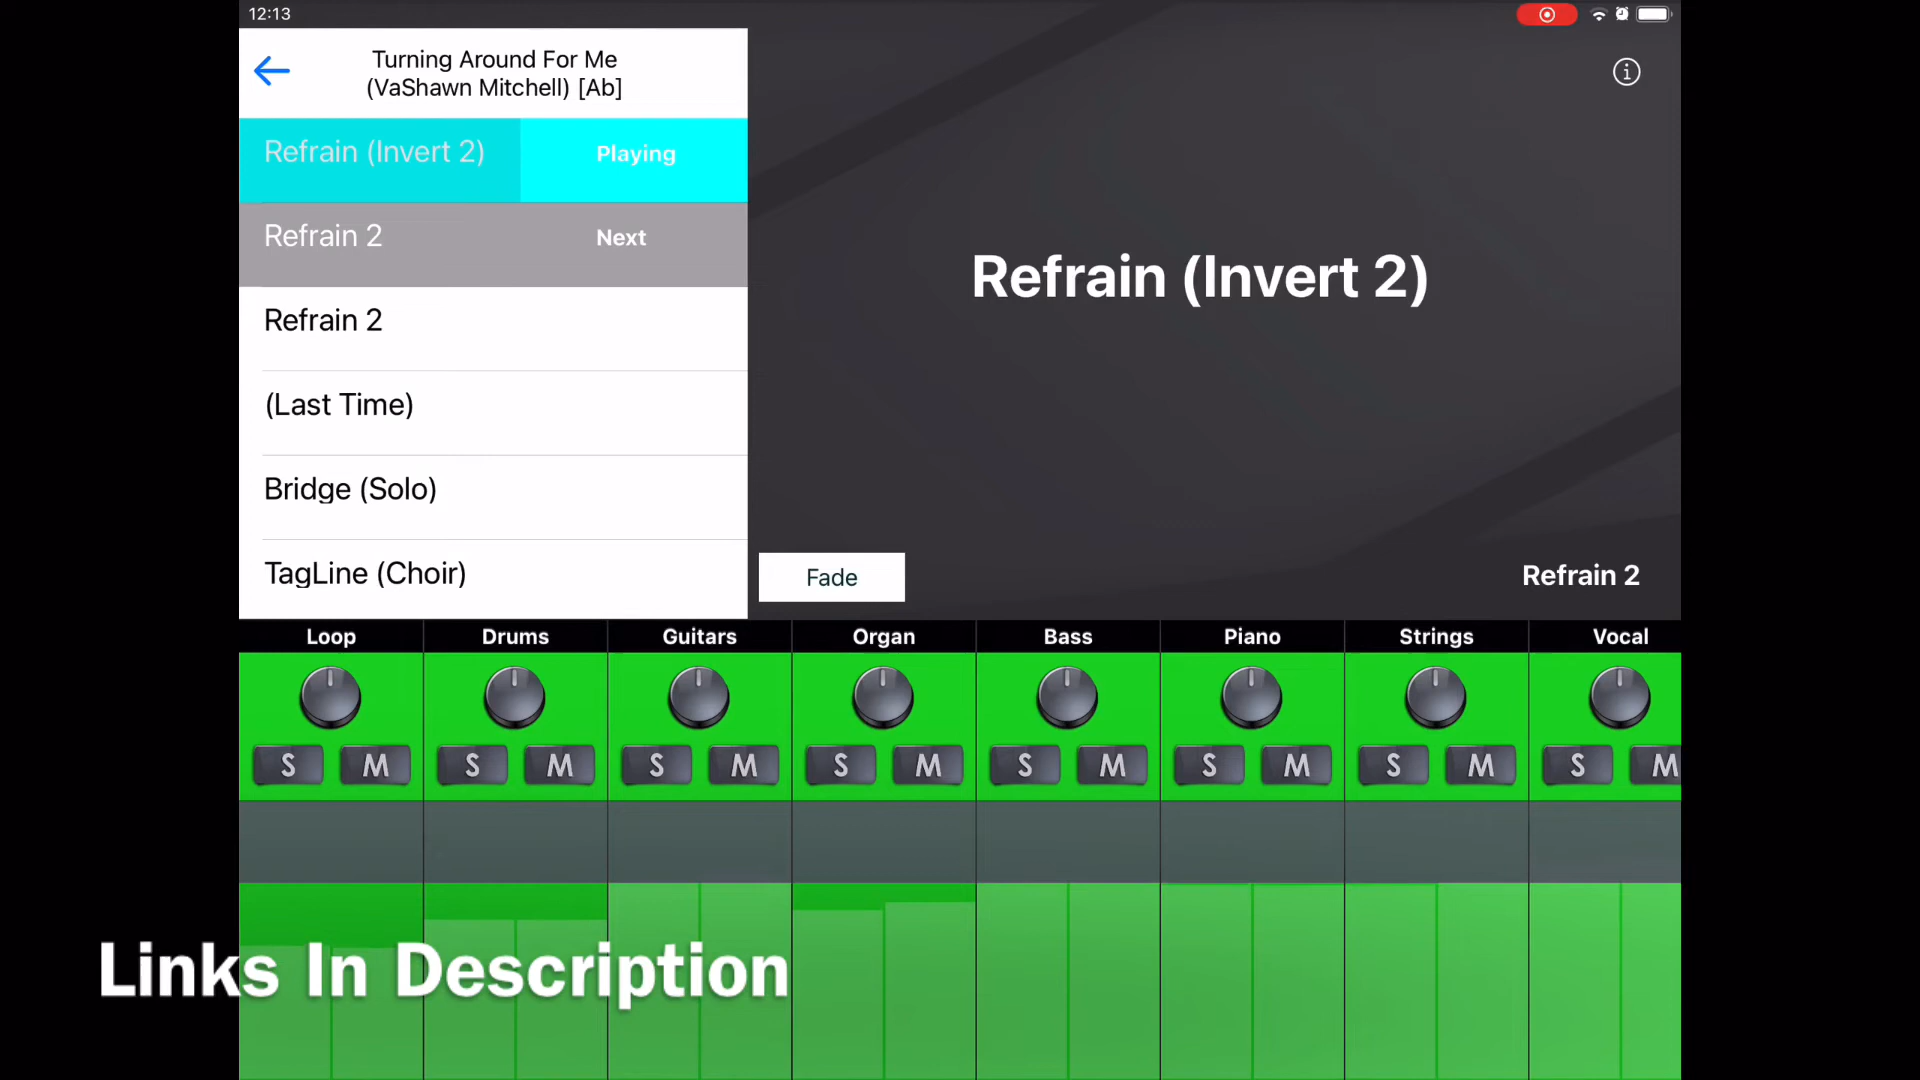 12:13
Turning Around For Me
(VaShawn Mitchell) [Ab]
Refrain (Invert 2) Playing
Refrain 2 Next
Refrain 2
(Last Time)
Bridge (Solo)
TagLine (Choir)
Refrain (Invert 2)
Fade
Refrain 2
Loop Drums Guitars Organ Bass Piano Strings Vocal
S M S M S M S M S M S M S M S M
Links In Description